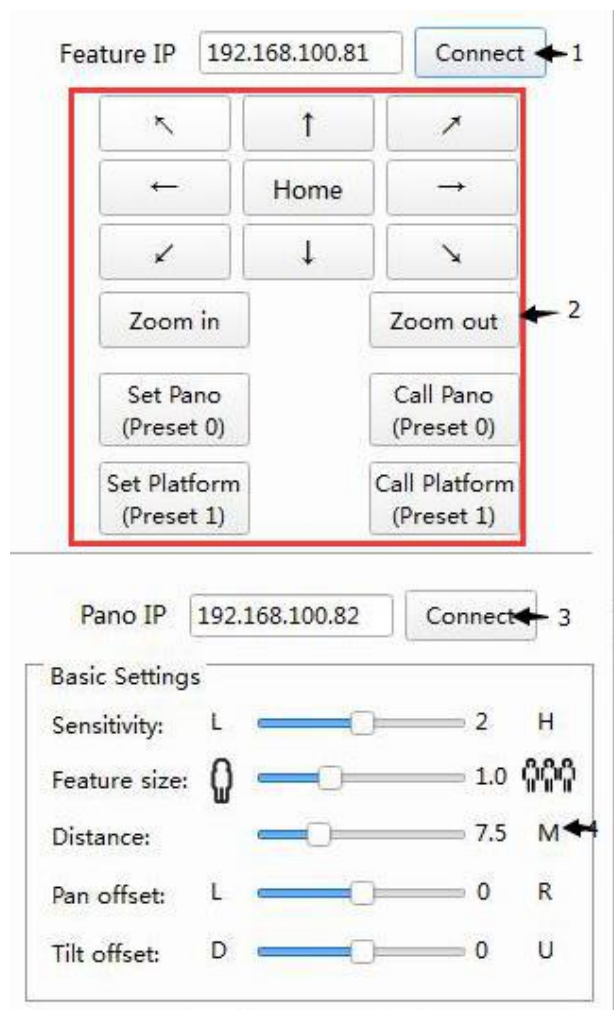 Feature IP 192.168.100.81 Connect 1
↖ ↑ ↗
← Home →
↙ ↓ ↘
Zoom in Zoom out 2
Set Pano Call Pano
(Preset 0) (Preset 0)
Set Platform Call Platform
(Preset 1) (Preset 1)
Pano IP 192.168.100.82 Connect 3
Basic Settings
Sensitivity: L 2 H
Feature size: 1.0
Distance: 7.5 M 4
Pan offset: L 0 R
Tilt offset: D 0 U